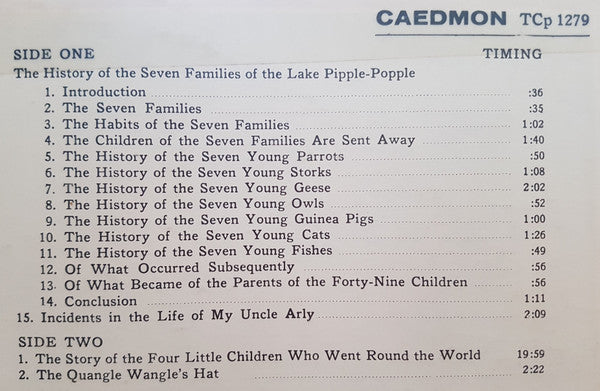 CAEDMON TCp 1279
SIDE ONE TIMING
The History of the Seven Families of the Lake Pipple-Popple
1. Introduction :36
2. The Seven Families :35
3. The Habits of the Seven Families 1:02
4. The Children of the Seven Families Are Sent Away 1:40
5. The History of the Seven Young Parrots :50
6. The History of the Seven Young Storks 1:08
7. The History of the Seven Young Geese 2:02
8. The History of the Seven Young Owls :52
9. The History of the Seven Young Guinea Pigs 1:00
10. The History of the Seven Young Cats 1:26
11. The History of the Seven Young Fishes :49
12. Of What Occurred Subsequently :56
13. Of What Became of the Parents of the Forty-Nine Children :56
14. Conclusion 1:11
15. Incidents in the Life of My Uncle Arly 2:09
SIDE TWO
1. The Story of the Four Little Children Who Went Round the World 19:59
2. The Quangle Wangle's Hat 2:22